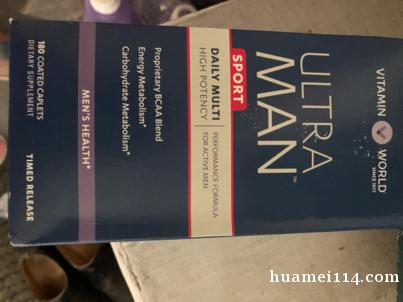 VITAMIN WORLD
SINCE 1977
ULTRA
MAN™
SPORT
DAILY MULTI
HIGH POTENCY
PERFORMANCE FORMULA
FOR ACTIVE MEN
Proprietary BCAA Blend
Energy Metabolism*
Carbohydrate Metabolism*
MEN'S HEALTH*
180 COATED CAPLETS
DIETARY SUPPLEMENT
TIMED RELEASE
huamei114.com